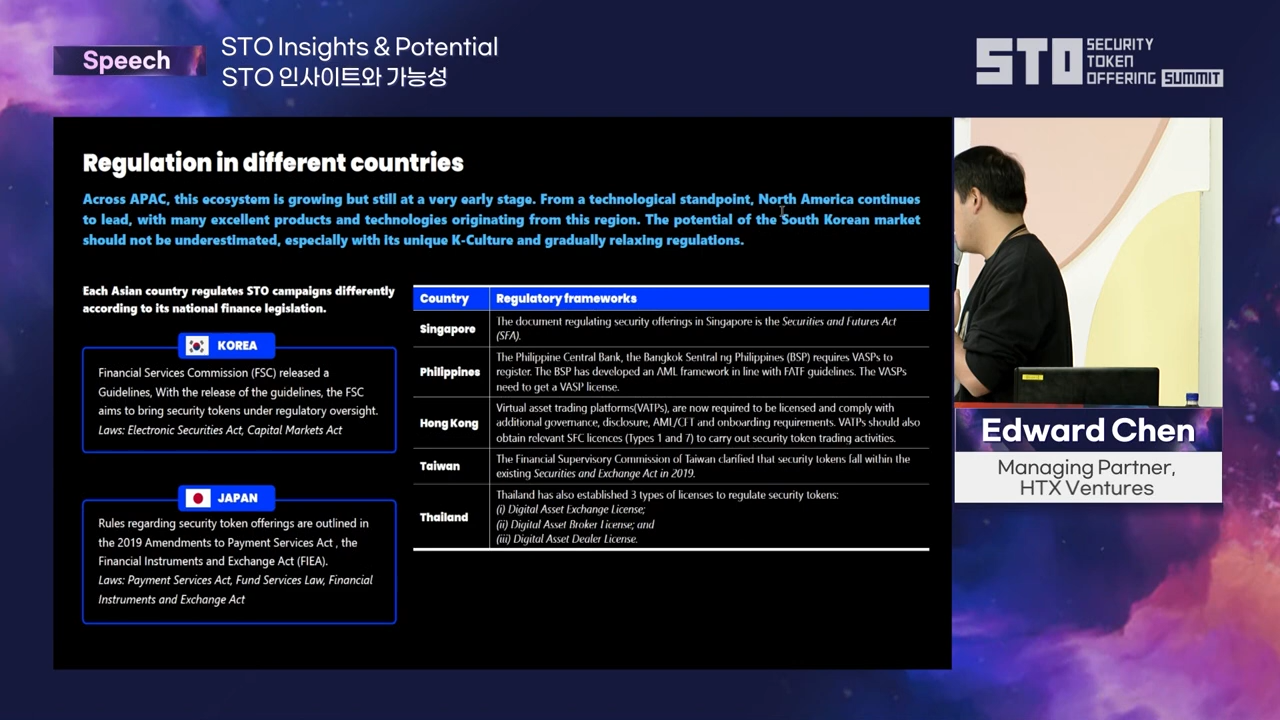 Speech
STO Insights & Potential
STO 인사이트와 가능성
STO SECURITY
TOKEN
OFFERING SUMMIT
Regulation in different countries
Across APAC, this ecosystem is growing but still at a very early stage. From a technological standpoint, North America continues
to lead, with many excellent products and technologies originating from this region. The potential of the South Korean market
should not be underestimated, especially with its unique K-Culture and gradually relaxing regulations.
Each Asian country regulates STO campaigns differently
according to its national finance legislation.
KOREA
Financial Services Commission (FSC) released a
Guidelines, With the release of the guidelines, the FSC
aims to bring security tokens under regulatory oversight.
Laws: Electronic Securities Act, Capital Markets Act
JAPAN
Rules regarding security token offerings are outlined in
the 2019 Amendments to Payment Services Act , the
Financial Instruments and Exchange Act (FIEA).
Laws: Payment Services Act, Fund Services Law, Financial
Instruments and Exchange Act
Country Regulatory frameworks
Singapore
The document regulating security offerings in Singapore is the Securities and Futures Act
(SFA).
Philippines
The Philippine Central Bank, the Bangkok Sentral ng Philippines (BSP) requires VASPs to
register. The BSP has developed an AML framework in line with FATF guidelines. The VASPs
need to get a VASP license.
Hong Kong
Virtual asset trading platforms(VATPs), are now required to be licensed and comply with
additional governance, disclosure, AML/CFT and onboarding requirements. VATPs should also
obtain relevant SFC licences (Types 1 and 7) to carry out security token trading activities.
Taiwan
The Financial Supervisory Commission of Taiwan clarified that security tokens fall within the
existing Securities and Exchange Act in 2019.
Thailand
Thailand has also established 3 types of licenses to regulate security tokens:
(i) Digital Asset Exchange License;
(ii) Digital Asset Broker License; and
(iii) Digital Asset Dealer License.
Edward Chen
Managing Partner,
HTX Ventures